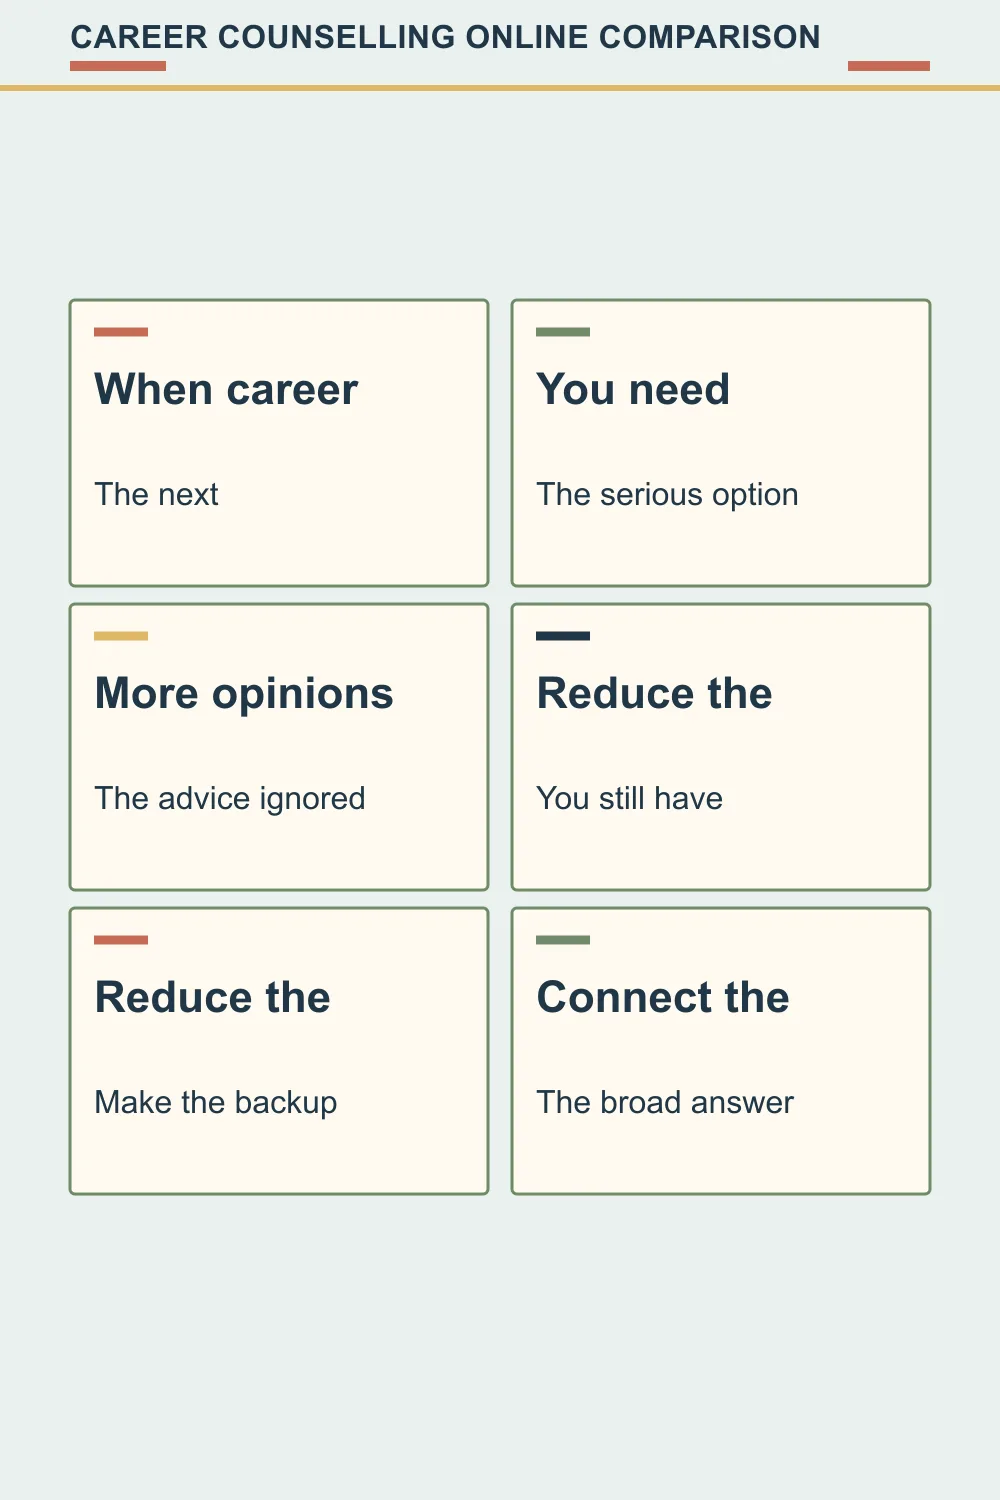 CAREER COUNSELLING ONLINE COMPARISON
When career
The next
You need
The serious option
More opinions
The advice ignored
Reduce the
You still have
Reduce the
Make the backup
Connect the
The broad answer